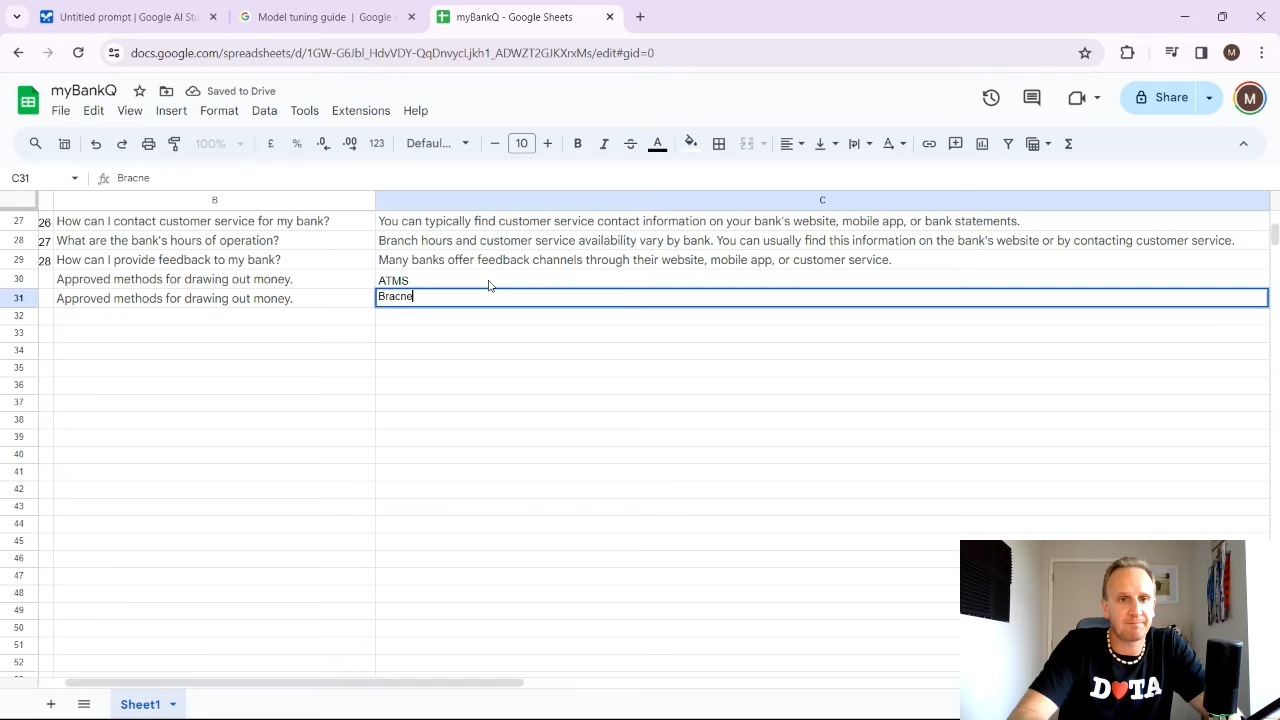 Untitled prompt | Google AI St
Model tuning guide | Google A
myBankQ - Google Sheets
docs.google.com/spreadsheets/d/1GW-G6Jbl_HdvVDY-QqDnvycLjkh1_ADWZT2GJKXrxMs/edit#gid=0
M
myBankQ
Saved to Drive
File Edit View Insert Format Data Tools Extensions Help
Share
M
100% £ % .0 .00 123 Defaul... 10 B I S A
C31 fx Bracne
B C
27 26 How can I contact customer service for my bank? You can typically find customer service contact information on your bank's website, mobile app, or bank statements.
28 27 What are the bank's hours of operation? Branch hours and customer service availability vary by bank. You can usually find this information on the bank's website or by contacting customer service.
29 28 How can I provide feedback to my bank? Many banks offer feedback channels through their website, mobile app, or customer service.
30 Approved methods for drawing out money. ATMS
31 Approved methods for drawing out money. Bracne
32
33
34
35
36
37
38
39
40
41
42
43
44
45
46
47
48
49
50
51
52
D❤TA
Sheet1